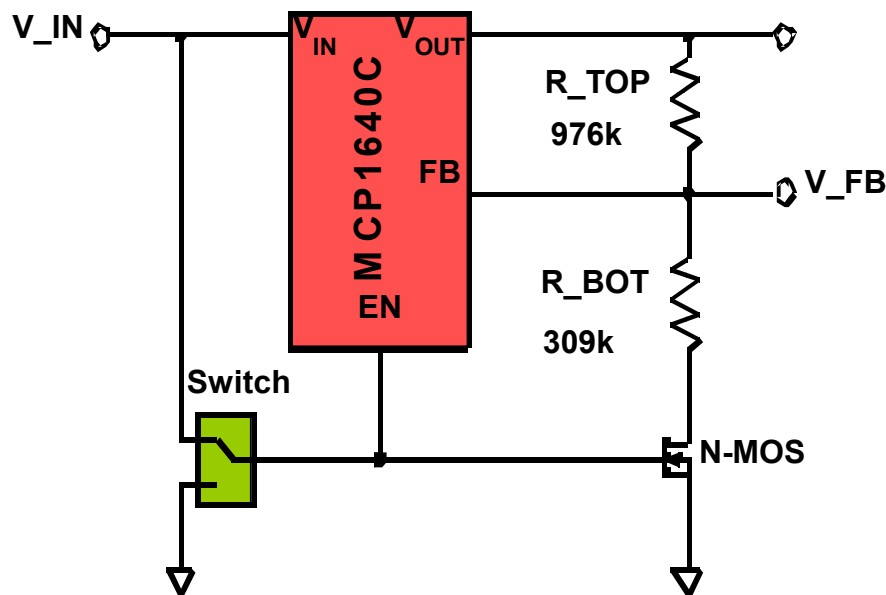 V_IN
VIN
VOUT
R_TOP
976k
MCP1640C
FB
V_FB
R_BOT
EN
309k
Switch
N-MOS